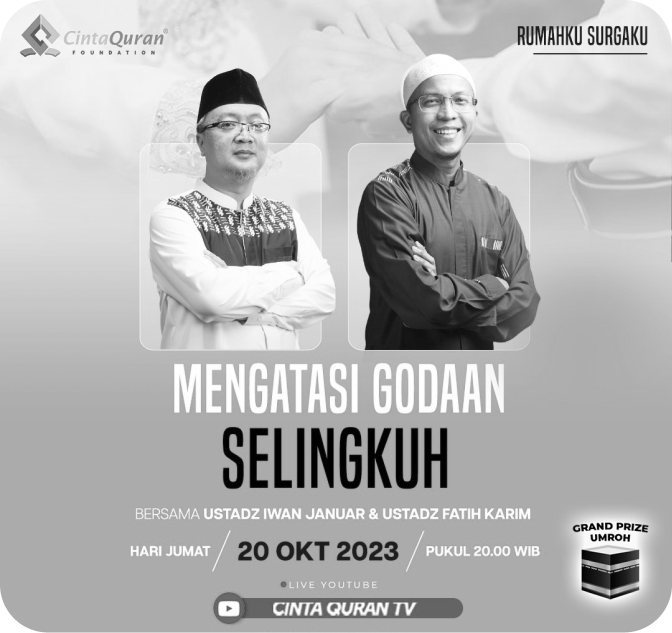 CintaQuran®
FOUNDATION
RUMAHKU SURGAKU
MENGATASI GODAAN
SELINGKUH
BERSAMA USTADZ IWAN JANUAR & USTADZ FATIH KARIM
HARI JUMAT / 20 OKT 2023 / PUKUL 20.00 WIB
GRAND PRIZE
UMROH
LIVE YOUTUBE
CINTA QURAN TV